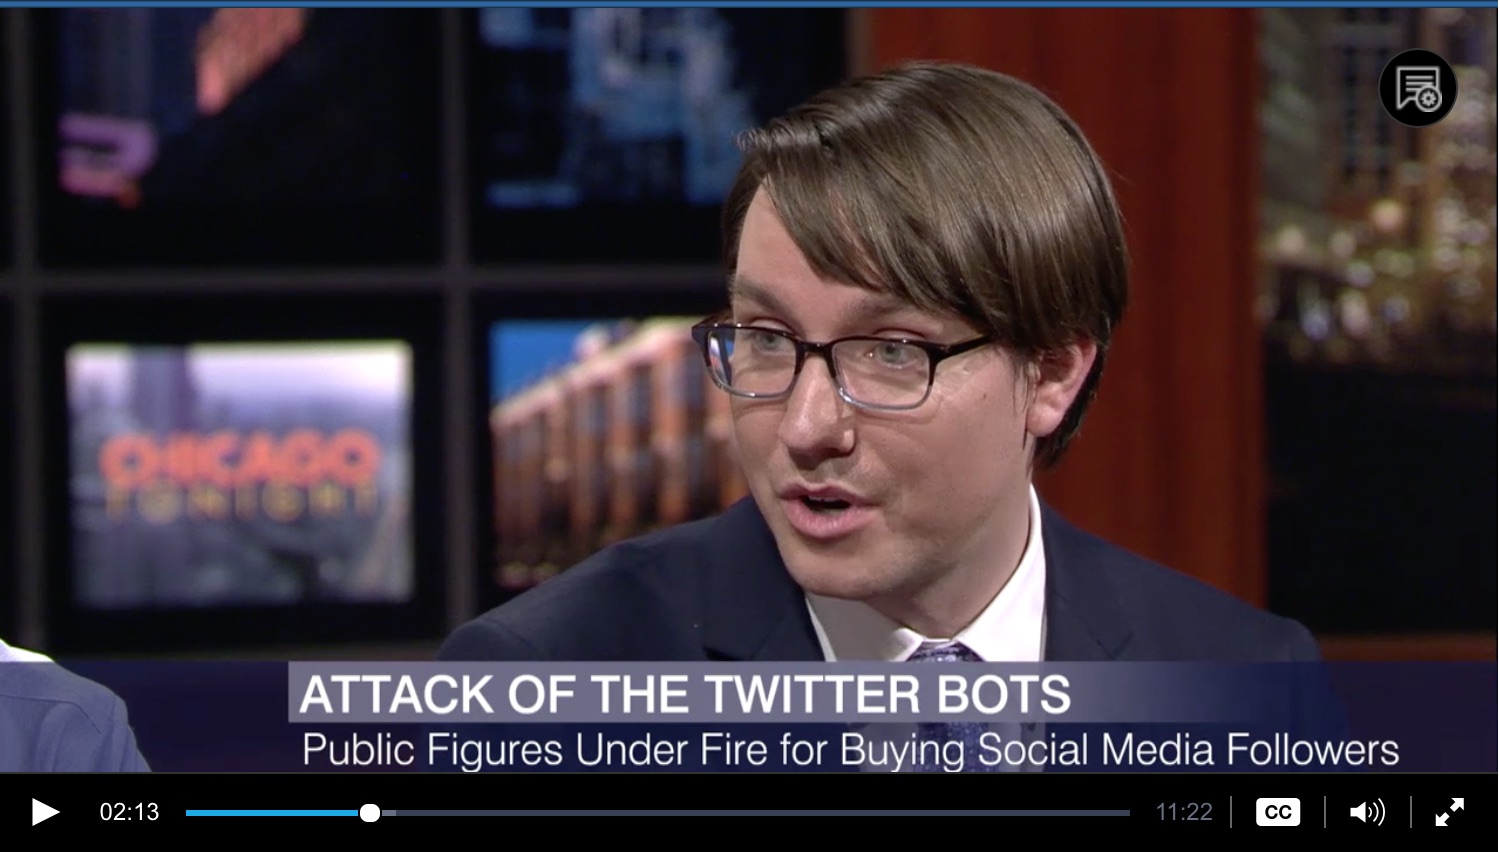 CHICAGO
TONIGHT
ATTACK OF THE TWITTER BOTS
Public Figures Under Fire for Buying Social Media Followers
02:13
11:22
CC